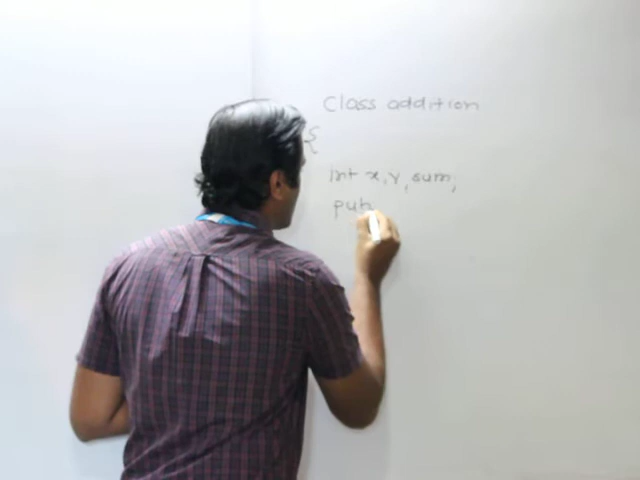 Class addition
{
int x, y, sum;
pub